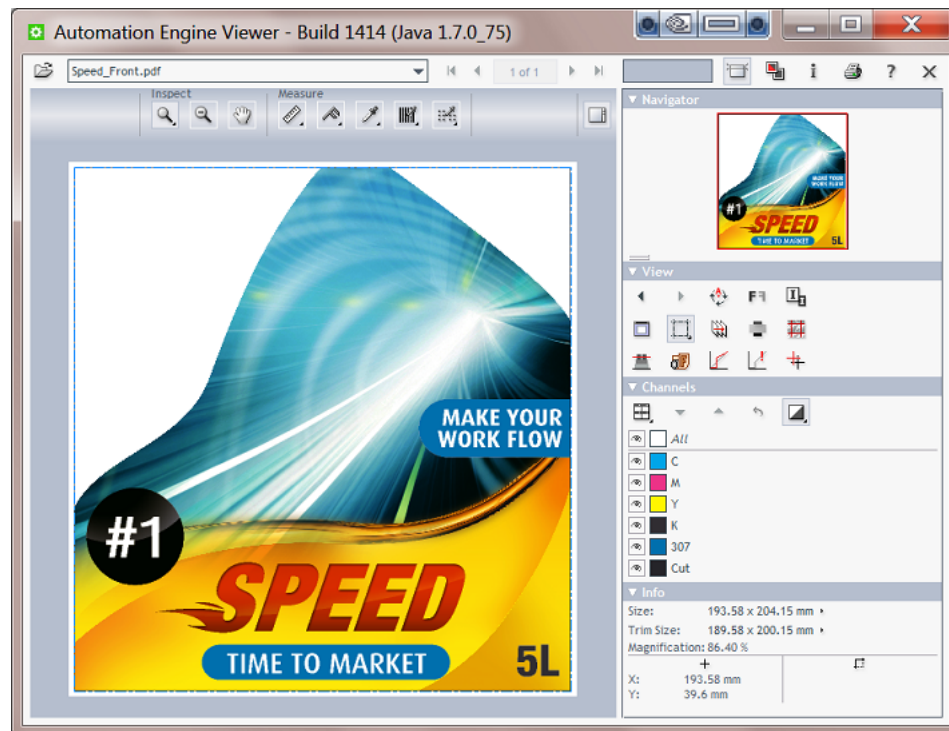 Automation Engine Viewer - Build 1414 (Java 1.7.0_75)
Speed_Front.pdf
1 of 1
Inspect
Measure
Navigator
MAKE YOUR
WORK FLOW
#1
SPEED
TIME TO MARKET
5L
View
Channels
All
C
M
Y
K
307
Cut
Info
Size: 193.58 x 204.15 mm
Trim Size: 189.58 x 200.15 mm
Magnification: 86.40 %
X: 193.58 mm
Y: 39.6 mm
MAKE YOUR
WORK FLOW
#1
SPEED
TIME TO MARKET
5L